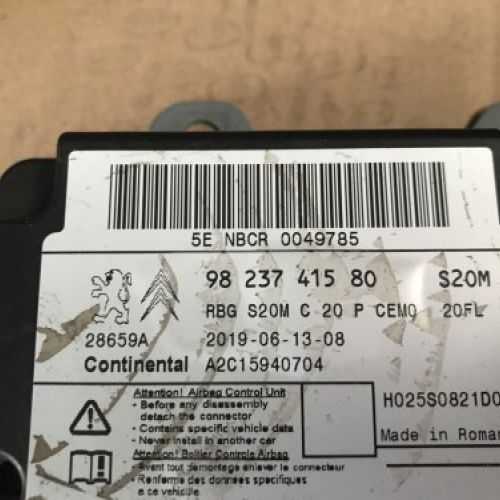 5E NBCR 0049785
98 237 415 80 S20M
RBG S20M C 20 P CEMO 20FL
28659A 2019-06-13-08
Continental A2C15940704
Attention! Airbag Control Unit
- Before any disassembly
detach the connector
- Contains specific vehicle data
- Never install in another car
Attention! Boitier Controle Airbag
- Avant tout demontage enlever le connecteur
- Renferme des donnees specifiques
a ce vehicule
H025S0821D0
Made in Roman